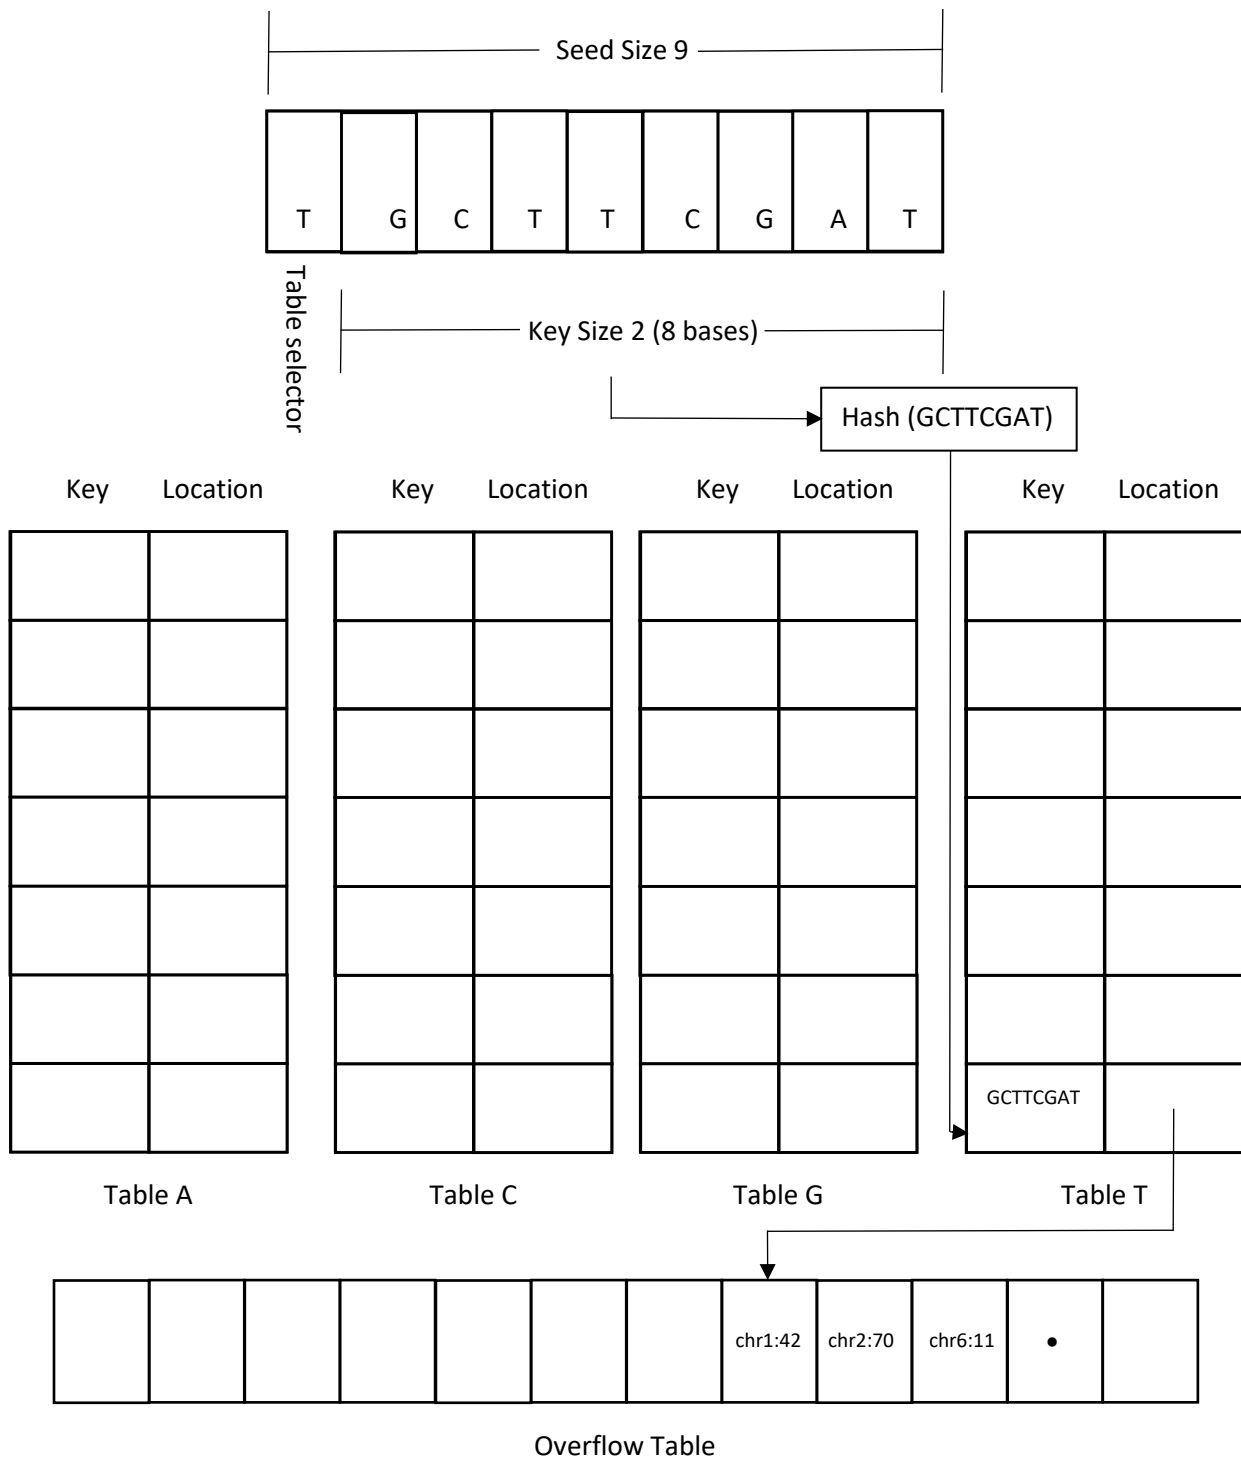 Seed Size 9
T G C T T C G A T
Table selector
Key Size 2 (8 bases)
Hash (GCTTCGAT)
Key Location Key Location Key Location Key Location
GCTTCGAT
Table A Table C Table G Table T
chr1:42 chr2:70 chr6:11 •
Overflow Table